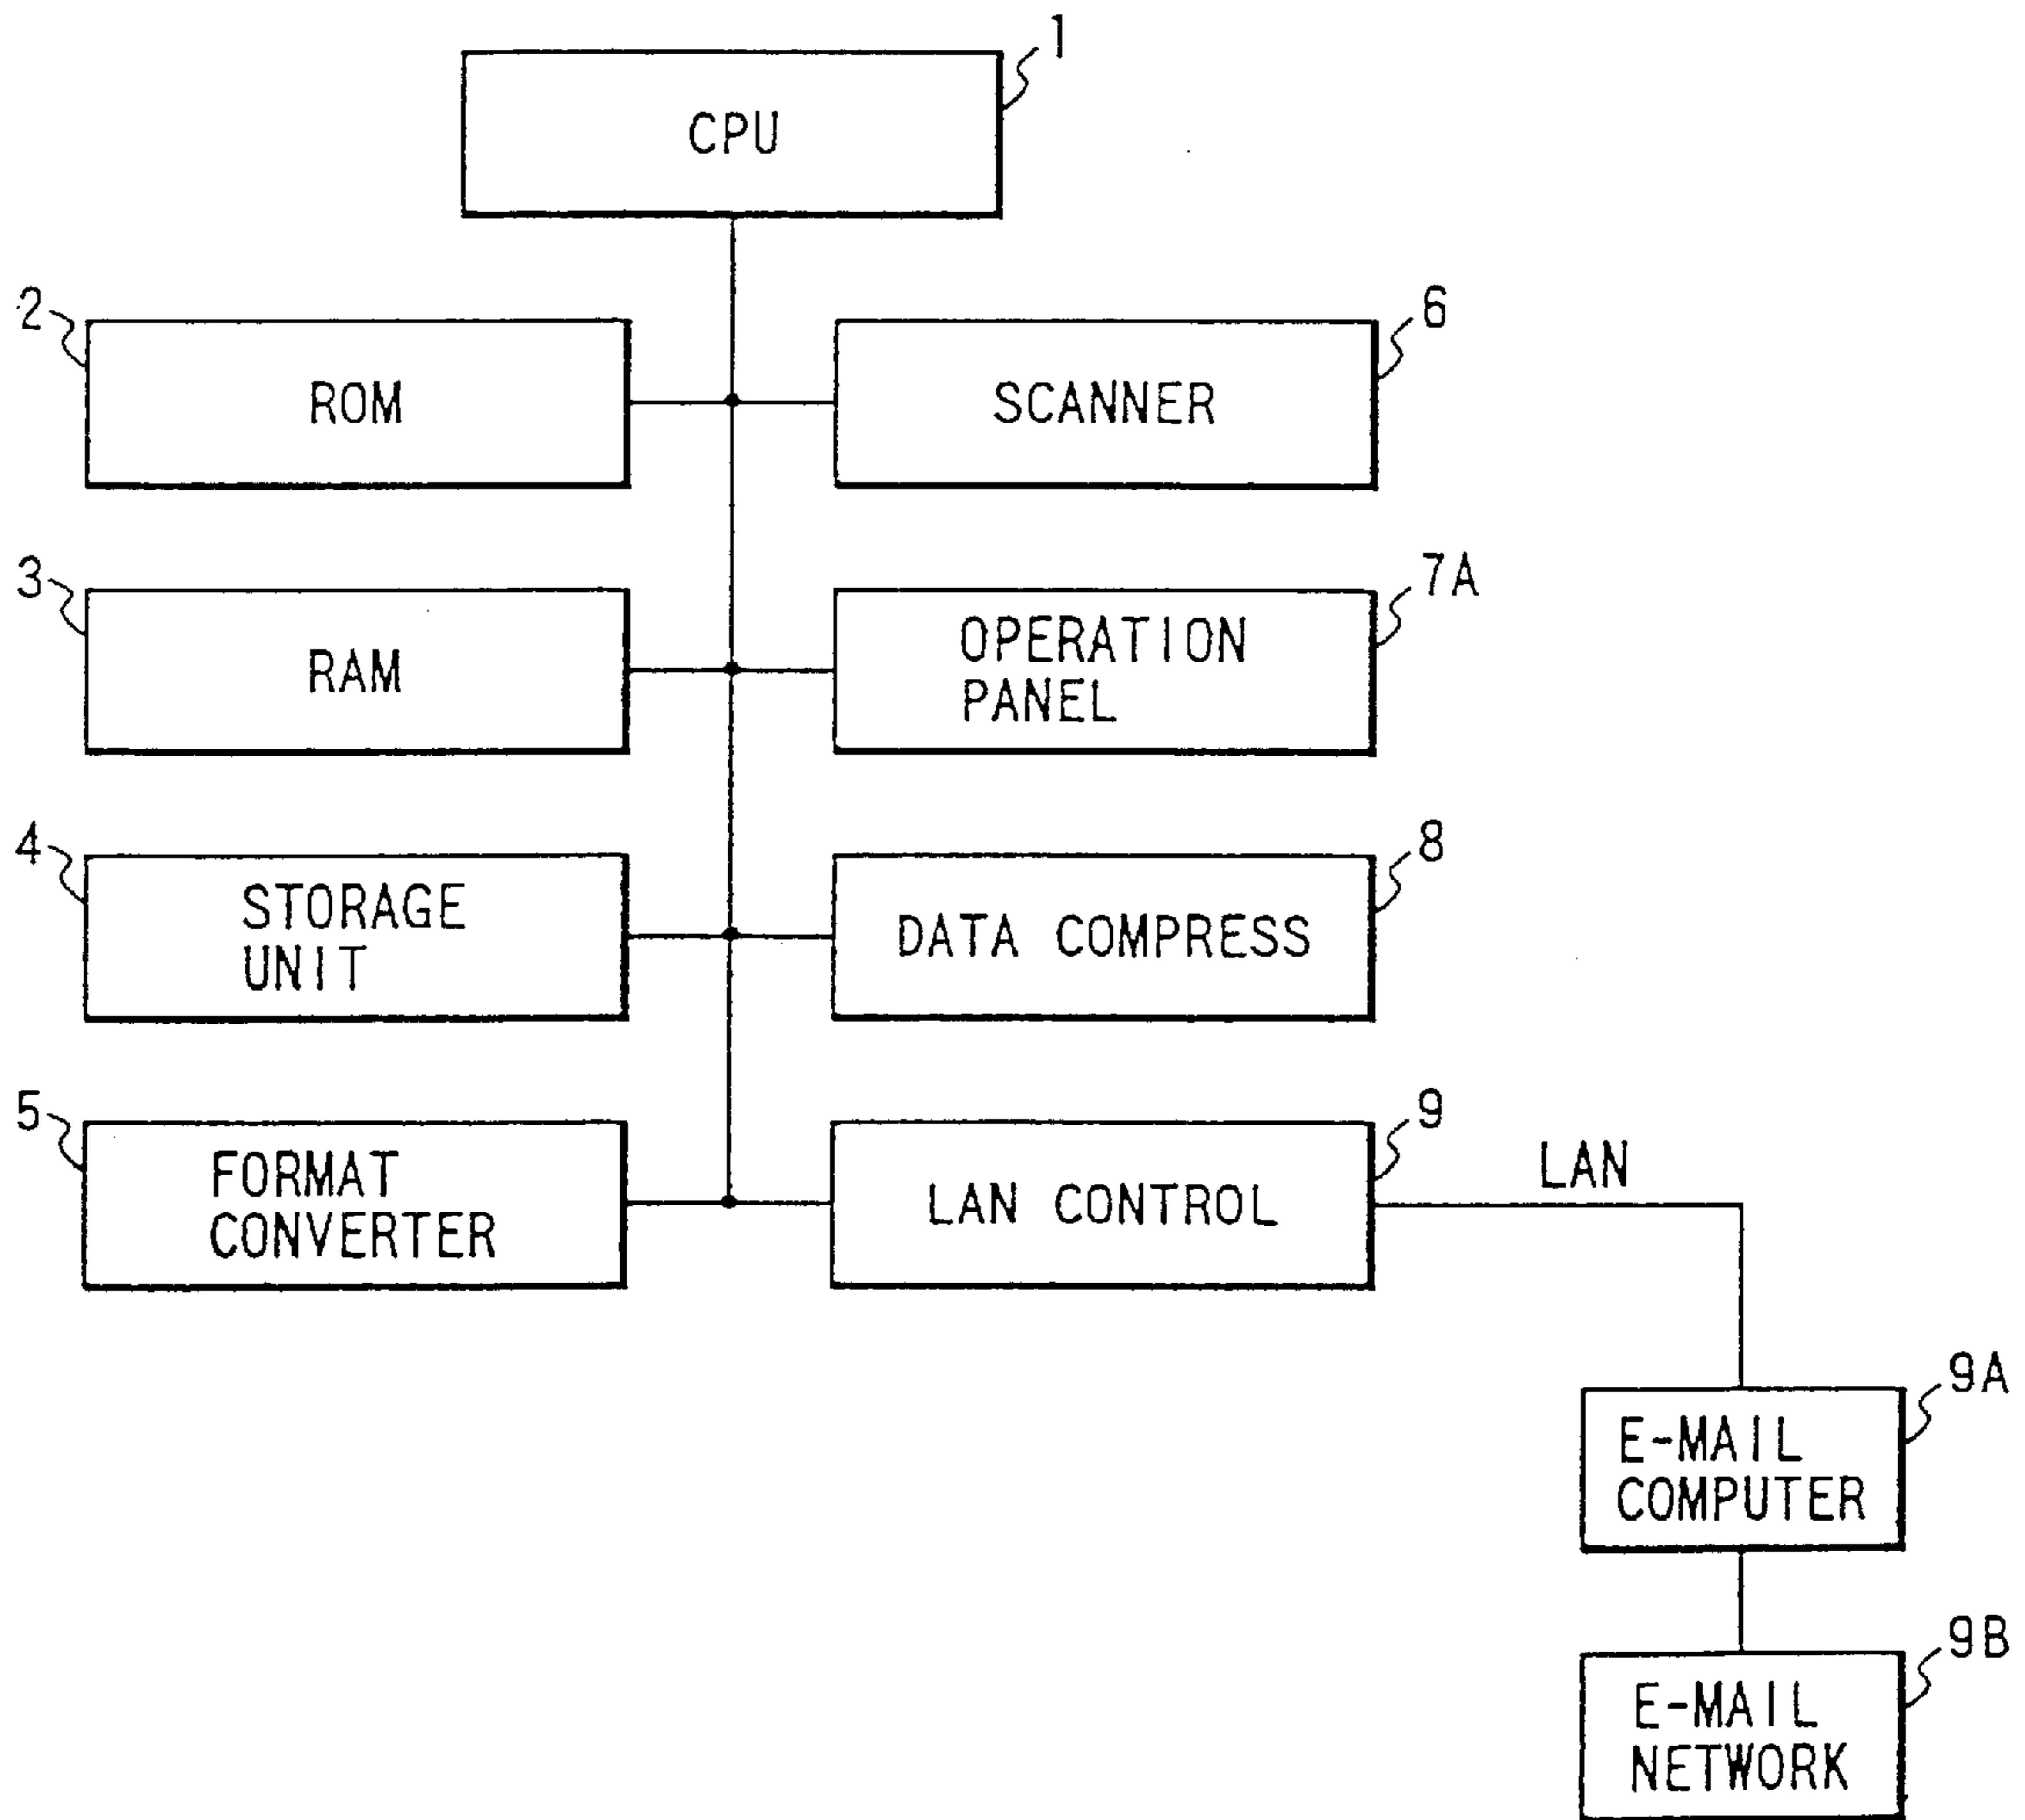 1
CPU
2
ROM
6
SCANNER
3
RAM
7A
OPERATION
PANEL
4
STORAGE
UNIT
8
DATA COMPRESS
5
FORMAT
CONVERTER
9
LAN CONTROL
LAN
9A
E-MAIL
COMPUTER
9B
E-MAIL
NETWORK